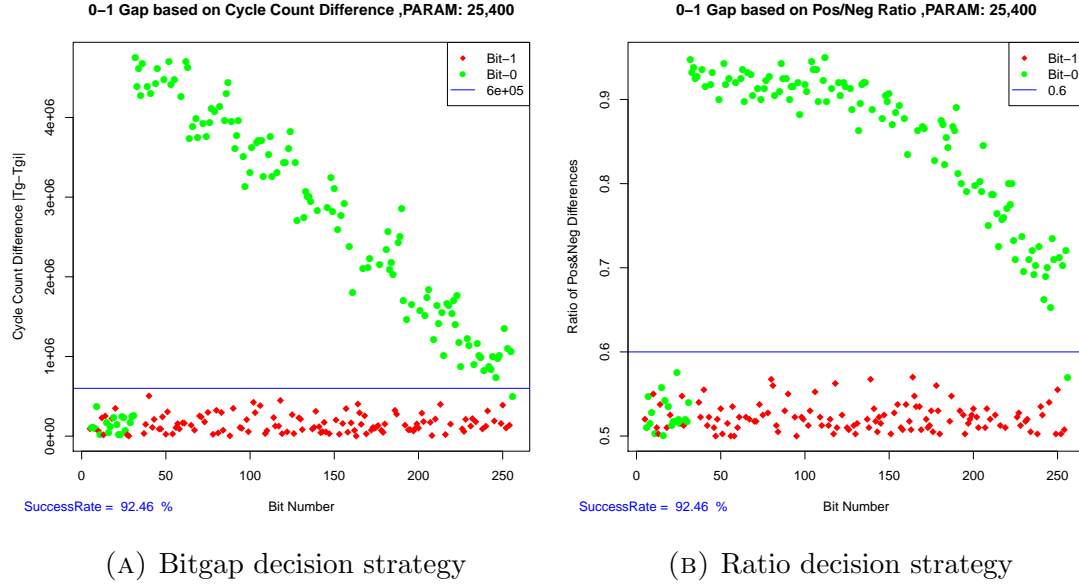 0−1 Gap based on Cycle Count Difference ,PARAM: 25,400
Cycle Count Difference |Tg−Tgi|
4e+06
3e+06
2e+06
1e+06
0e+00
Bit−1
Bit−0
6e+05
0 50 100 150 200 250
SuccessRate = 92.46 %
Bit Number
(A) Bitgap decision strategy
0−1 Gap based on Pos/Neg Ratio ,PARAM: 25,400
Ratio of Pos&Neg Differences
0.9
0.8
0.7
0.6
0.5
Bit−1
Bit−0
0.6
0 50 100 150 200 250
SuccessRate = 92.46 %
Bit Number
(B) Ratio decision strategy